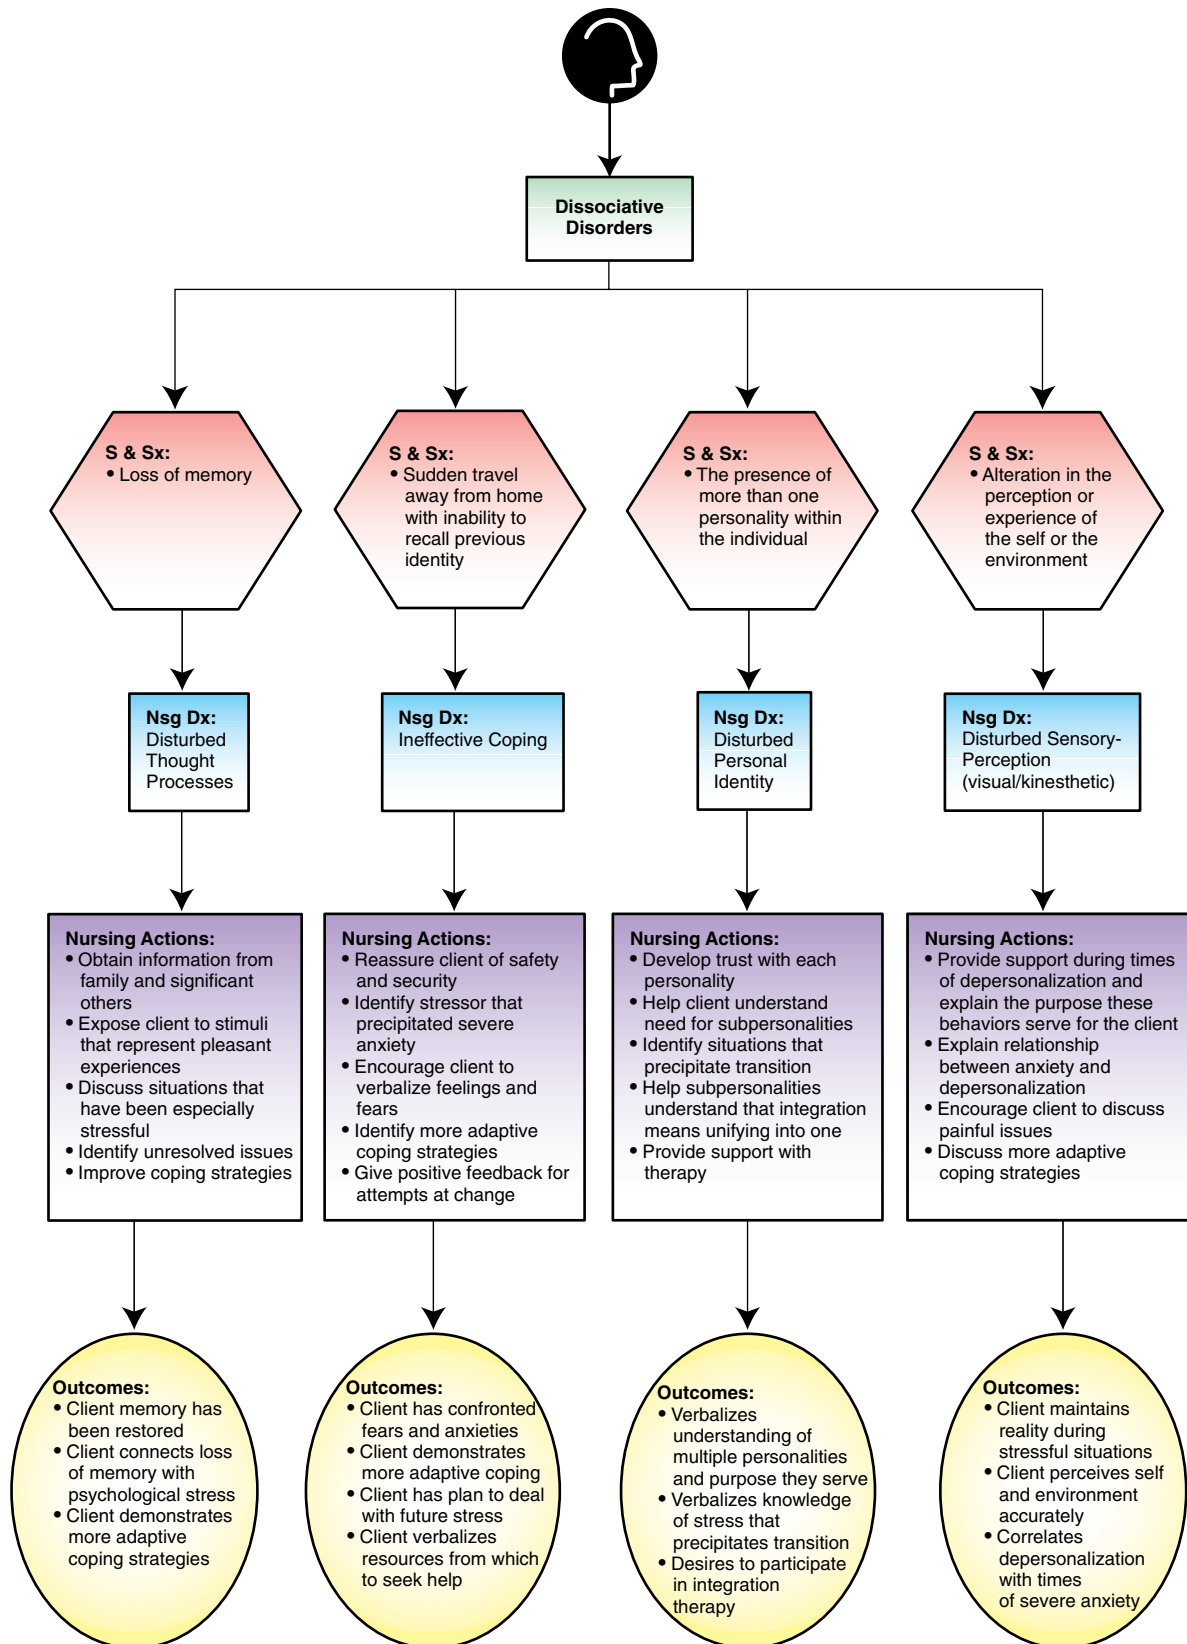 Dissociative
Disorders
S & Sx:
• Loss of memory
S & Sx:
• Sudden travel
away from home
with inability to
recall previous
identity
S & Sx:
• The presence of
more than one
personality within
the individual
S & Sx:
• Alteration in the
perception or
experience of
the self or the
environment
Nsg Dx:
Disturbed
Thought
Processes
Nsg Dx:
Ineffective Coping
Nsg Dx:
Disturbed
Personal
Identity
Nsg Dx:
Disturbed Sensory-
Perception
(visual/kinesthetic)
Nursing Actions:
• Obtain information from
family and significant
others
• Expose client to stimuli
that represent pleasant
experiences
• Discuss situations that
have been especially
stressful
• Identify unresolved issues
• Improve coping strategies
Nursing Actions:
• Reassure client of safety
and security
• Identify stressor that
precipitated severe
anxiety
• Encourage client to
verbalize feelings and
fears
• Identify more adaptive
coping strategies
• Give positive feedback for
attempts at change
Nursing Actions:
• Develop trust with each
personality
• Help client understand
need for subpersonalities
• Identify situations that
precipitate transition
• Help subpersonalities
understand that integration
means unifying into one
• Provide support with
therapy
Nursing Actions:
• Provide support during times
of depersonalization and
explain the purpose these
behaviors serve for the client
• Explain relationship
between anxiety and
depersonalization
• Encourage client to discuss
painful issues
• Discuss more adaptive
coping strategies
Outcomes:
• Client memory has
been restored
• Client connects loss
of memory with
psychological stress
• Client demonstrates
more adaptive
coping strategies
Outcomes:
• Client has confronted
fears and anxieties
• Client demonstrates
more adaptive coping
• Client has plan to deal
with future stress
• Client verbalizes
resources from which
to seek help
Outcomes:
• Verbalizes
understanding of
multiple personalities
and purpose they serve
• Verbalizes knowledge
of stress that
precipitates transition
• Desires to participate
in integration
therapy
Outcomes:
• Client maintains
reality during
stressful situations
• Client perceives self
and environment
accurately
• Correlates
depersonalization
with times
of severe anxiety